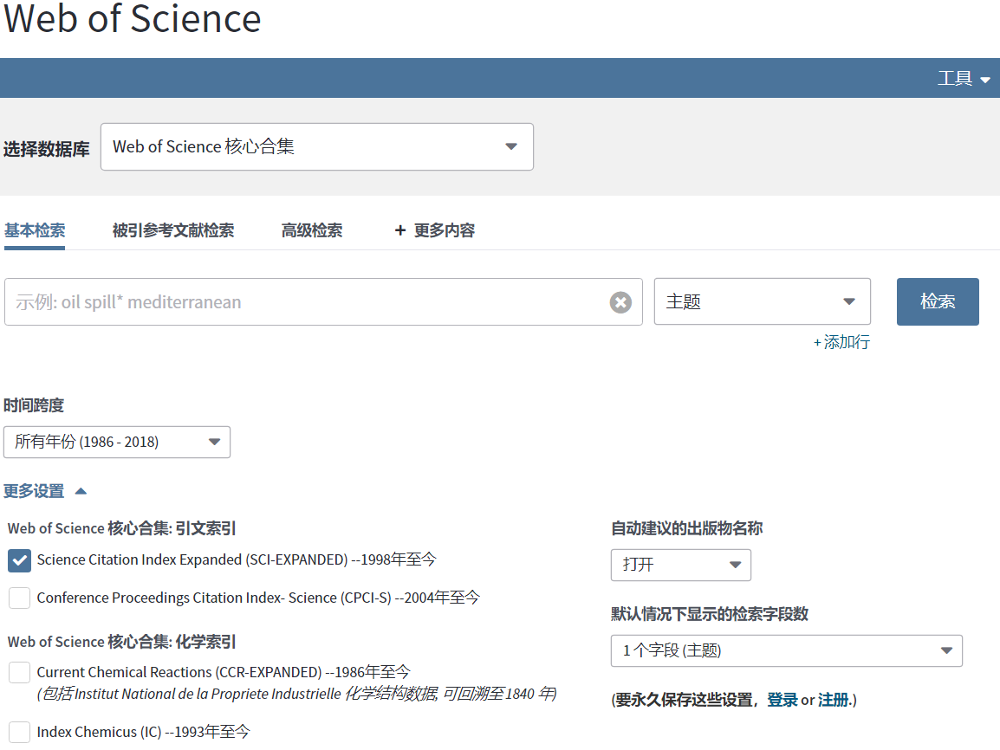 Web of Science
工具
选择数据库 Web of Science 核心合集
基本检索 被引参考文献检索 高级检索 + 更多内容
示例: oil spill* mediterranean 主题 检索
+ 添加行
时间跨度
所有年份 (1986 - 2018)
更多设置
Web of Science 核心合集: 引文索引
Science Citation Index Expanded (SCI-EXPANDED) --1998年至今
Conference Proceedings Citation Index- Science (CPCI-S) --2004年至今
Web of Science 核心合集: 化学索引
Current Chemical Reactions (CCR-EXPANDED) --1986年至今
(包括 Institut National de la Propriete Industrielle 化学结构数据, 可回溯至 1840 年)
Index Chemicus (IC) --1993年至今
自动建议的出版物名称
打开
默认情况下显示的检索字段数
1 个字段 (主题)
(要永久保存这些设置，登录 or 注册.)